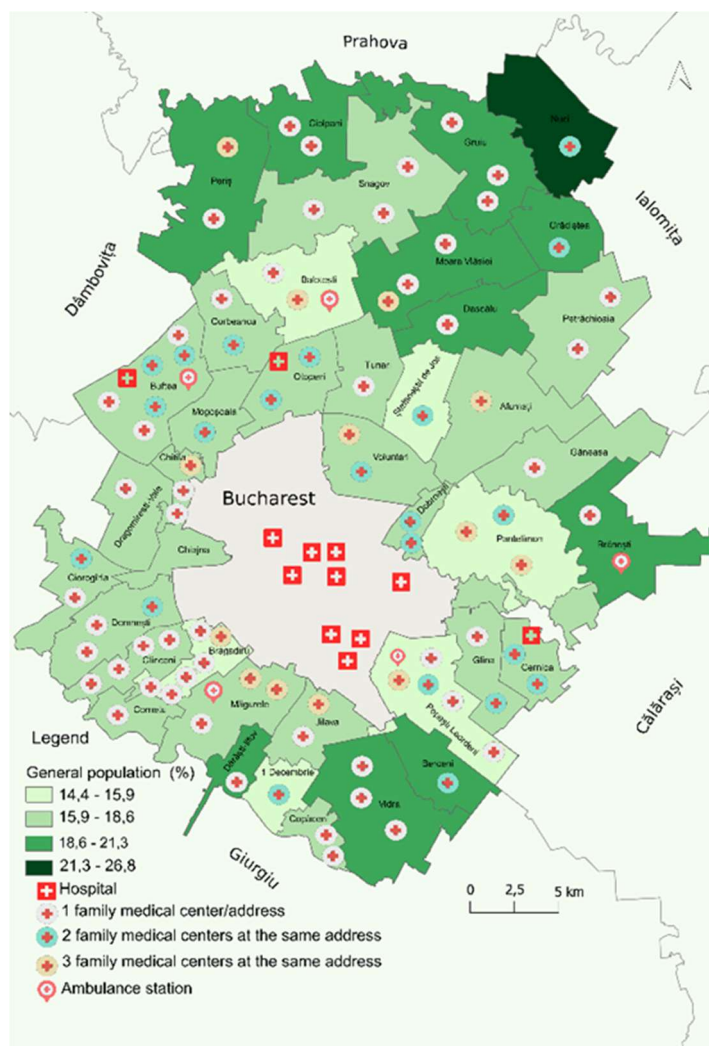 Prahova
Nuci
Ciolpani
Gruiu
Periș
Snagov
Ialomița
Grădiștea
Moara Vlăsiei
Dâmbovița
Balotești
Dascălu
Petrăchioaia
Corbeanca
Tunari
Otopeni
Ștefăneștii de Jos
Buftea
Afumați
Mogoșoaia
Voluntari
Chitila
Găneasa
Bucharest
Dobroești
Dragomirești-Vale
Pantelimon
Brănești
Chiajna
Ciorogîrla
Domnești
Bragadiru
Clinceni
Glina
Cernica
Călărași
Cornetu
Măgurele
Jilava
Popești Leordeni
Legend
Dărăști-Ilfov
General population (%)
1 Decembrie
Berceni
14,4 - 15,9
Vidra
15,9 - 18,6
Copăceni
18,6 - 21,3
21,3 - 26,8
Giurgiu
Hospital
0 2,5 5 km
1 family medical center/address
2 family medical centers at the same address
3 family medical centers at the same address
Ambulance station